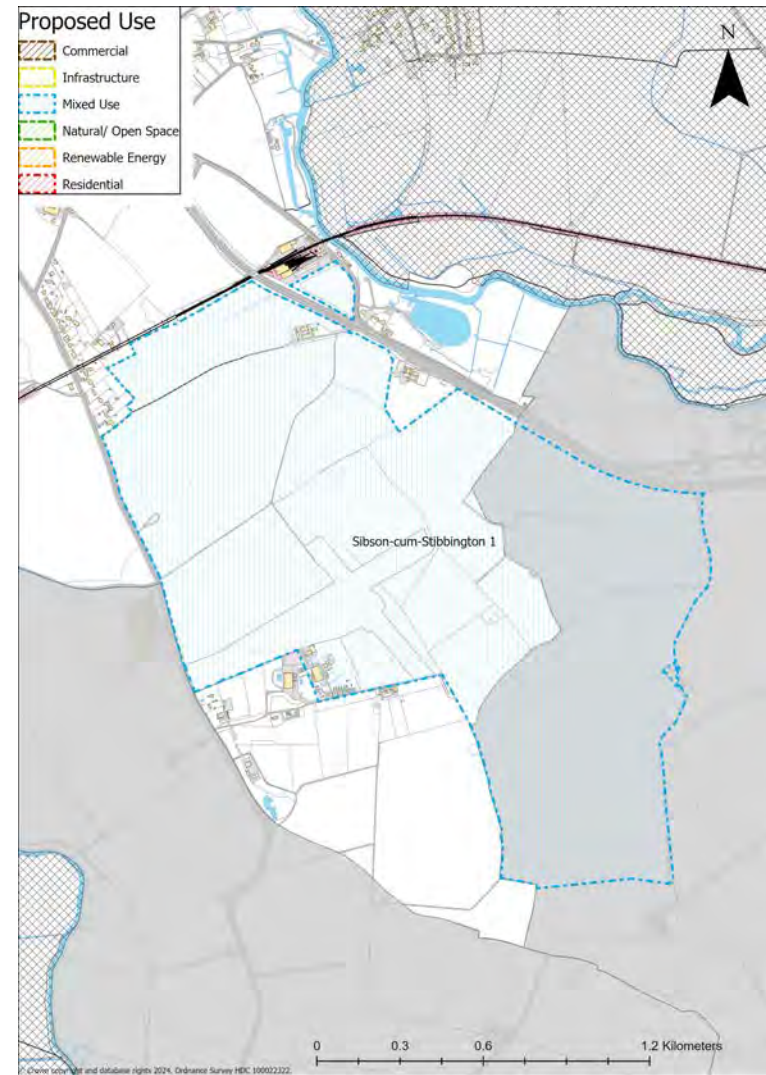 Proposed Use
Commercial
Infrastructure
Mixed Use
Natural/ Open Space
Renewable Energy
Residential
N
Sibson-cum-Stibbington 1
0 0.3 0.6 1.2 Kilometers
© Crown copyright and database rights 2024. Ordnance Survey HDC 100022322.